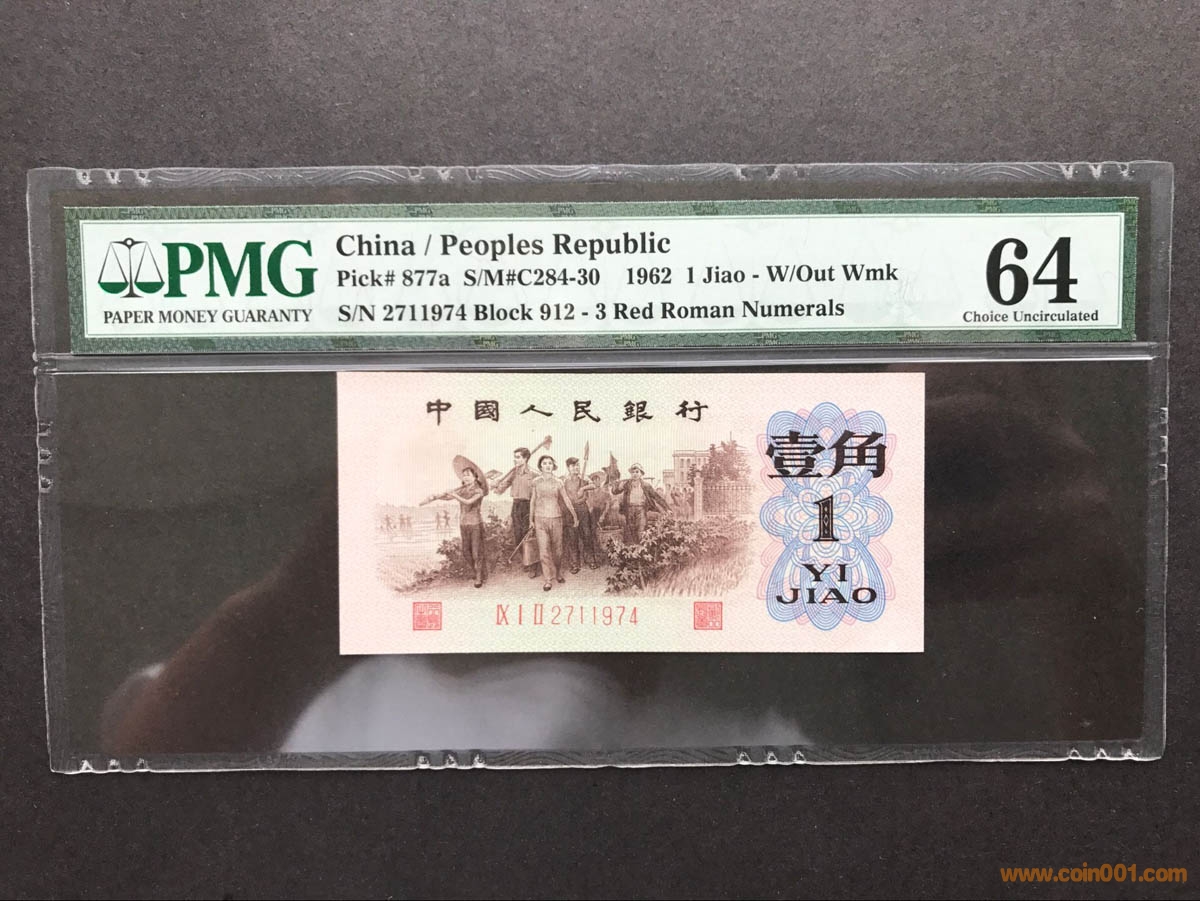 PMG
PAPER MONEY GUARANTY
China / Peoples Republic
Pick# 877a S/M#C284-30 1962 1 Jiao - W/Out Wmk
S/N 2711974 Block 912 - 3 Red Roman Numerals
64
Choice Uncirculated
中國人民銀行
壹角
1
YI
JIAO
IX I II 2711974
www.coin001.com